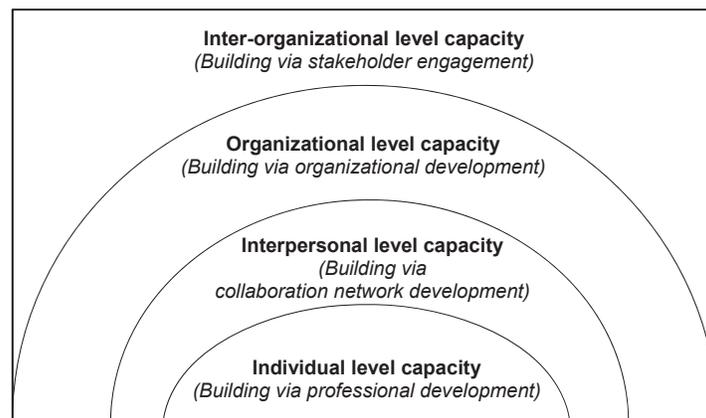 Inter-organizational level capacity
(Building via stakeholder engagement)
Organizational level capacity
(Building via organizational development)
Interpersonal level capacity
(Building via
collaboration network development)
Individual level capacity
(Building via professional development)